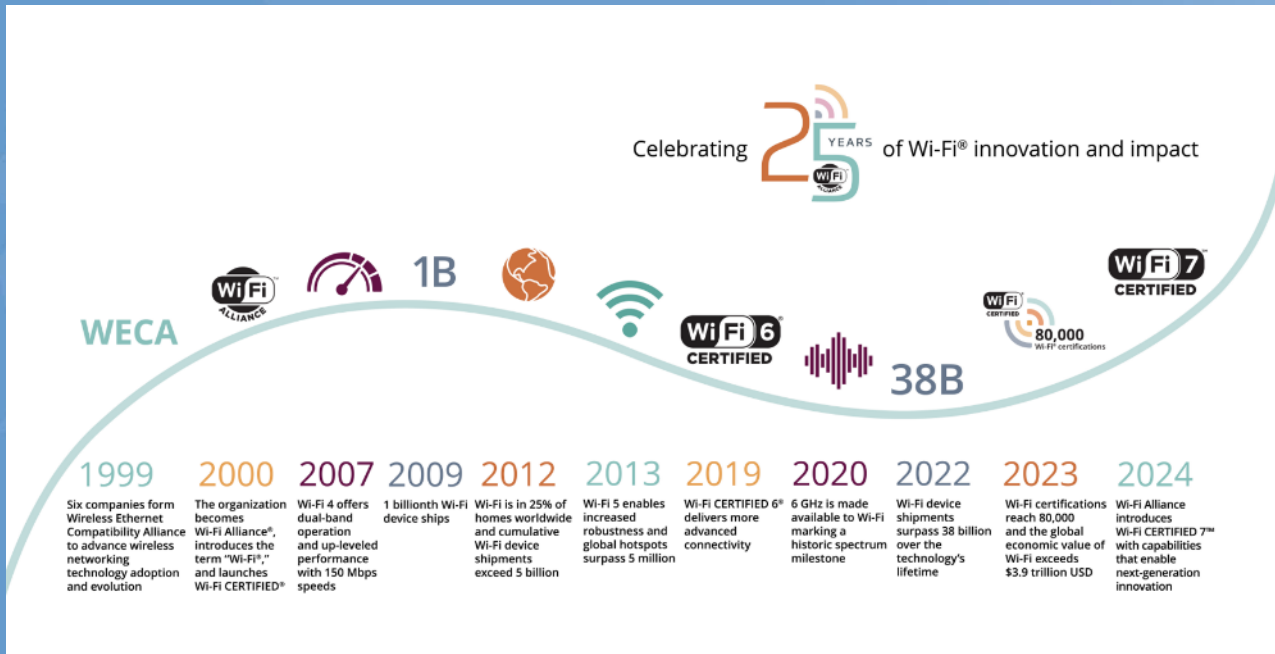 Celebrating 25 YEARS of Wi-Fi® innovation and impact
Wi Fi
ALLIANCE
WECA
Wi Fi™
ALLIANCE
1B
Wi Fi 6®
CERTIFIED
38B
Wi Fi
CERTIFIED
80,000
Wi-Fi® certifications
Wi Fi 7™
CERTIFIED
1999
Six companies form
Wireless Ethernet
Compatibility Alliance
to advance wireless
networking
technology adoption
and evolution
2000
The organization
becomes
Wi-Fi Alliance®,
introduces the
term "Wi-Fi®,"
and launches
Wi-Fi CERTIFIED®
2007
Wi-Fi 4 offers
dual-band
operation
and up-leveled
performance
with 150 Mbps
speeds
2009
1 billionth Wi-Fi
device ships
2012
Wi-Fi is in 25% of
homes worldwide
and cumulative
Wi-Fi device
shipments
exceed 5 billion
2013
Wi-Fi 5 enables
increased
robustness and
global hotspots
surpass 5 million
2019
Wi-Fi CERTIFIED 6®
delivers more
advanced
connectivity
2020
6 GHz is made
available to Wi-Fi
marking a
historic spectrum
milestone
2022
Wi-Fi device
shipments
surpass 38 billion
over the
technology's
lifetime
2023
Wi-Fi certifications
reach 80,000
and the global
economic value of
Wi-Fi exceeds
$3.9 trillion USD
2024
Wi-Fi Alliance
introduces
Wi-Fi CERTIFIED 7™
with capabilities
that enable
next-generation
innovation